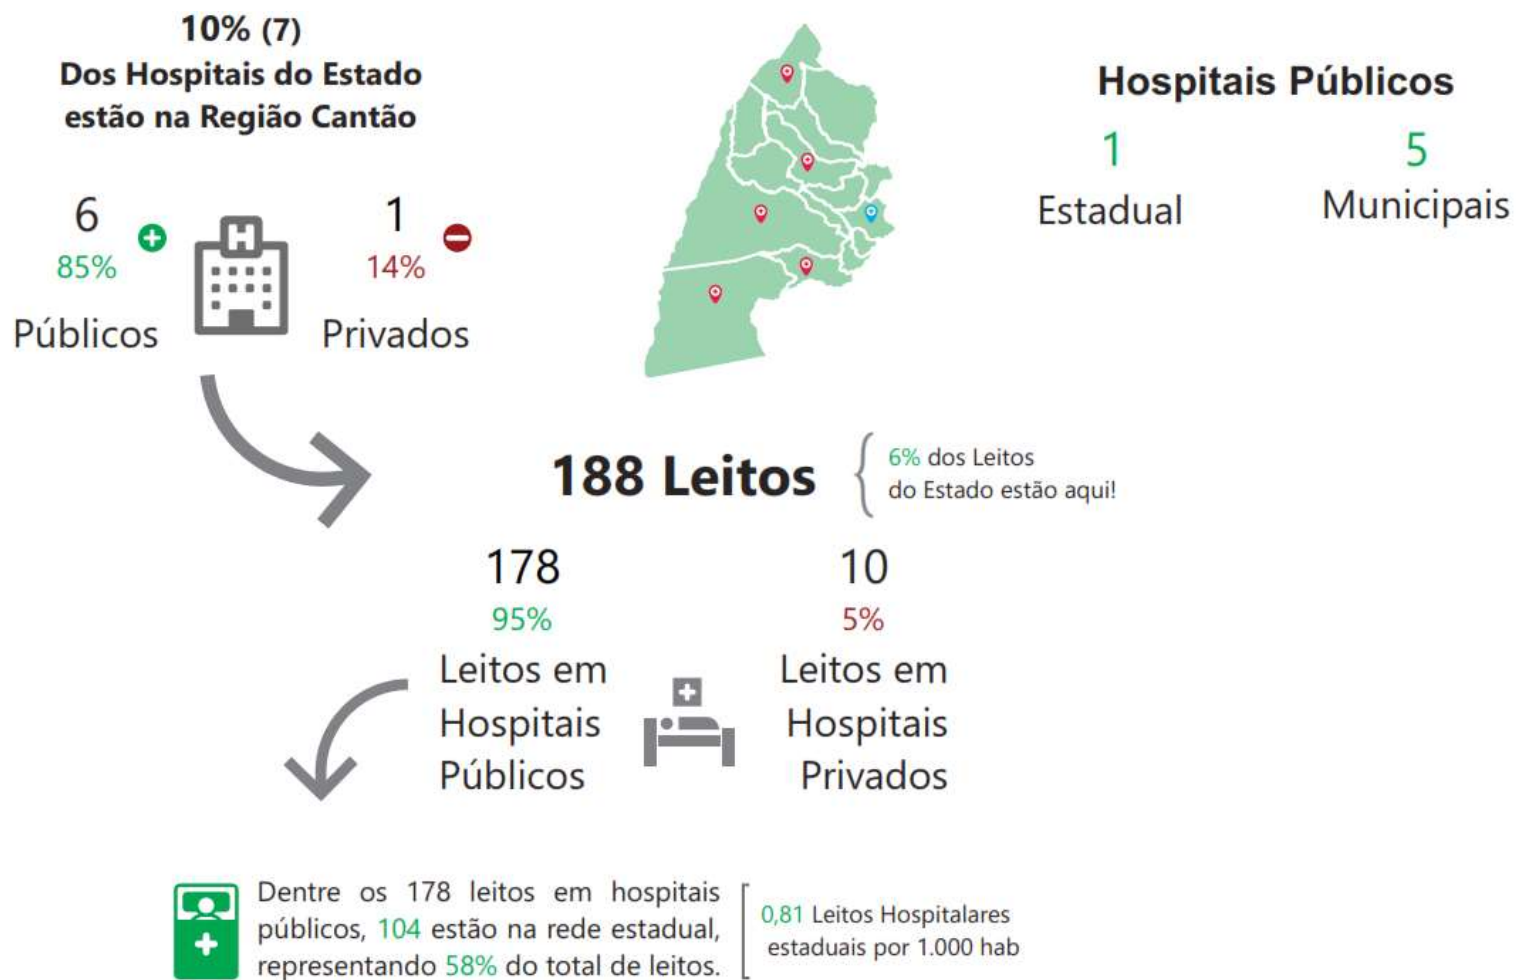 10% (7)
Dos Hospitais do Estado
estão na Região Cantão
6
85%
Públicos
H
1
14%
Privados
Hospitais Públicos
1
Estadual
5
Municipais
188 Leitos
6% dos Leitos
do Estado estão aqui!
178
95%
Leitos em
Hospitais
Públicos
10
5%
Leitos em
Hospitais
Privados
Dentre os 178 leitos em hospitais
públicos, 104 estão na rede estadual,
representando 58% do total de leitos.
0,81 Leitos Hospitalares
estaduais por 1.000 hab